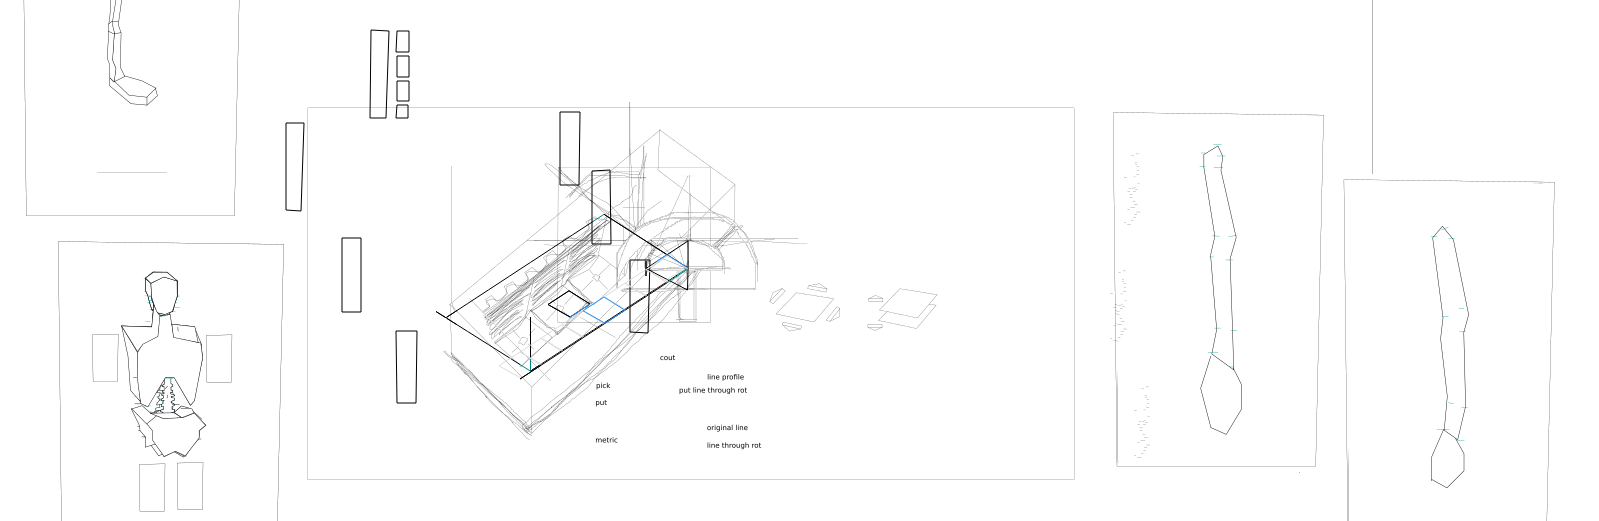 cout
line profile
pick
put line through rot
put
original line
metric
line through rot